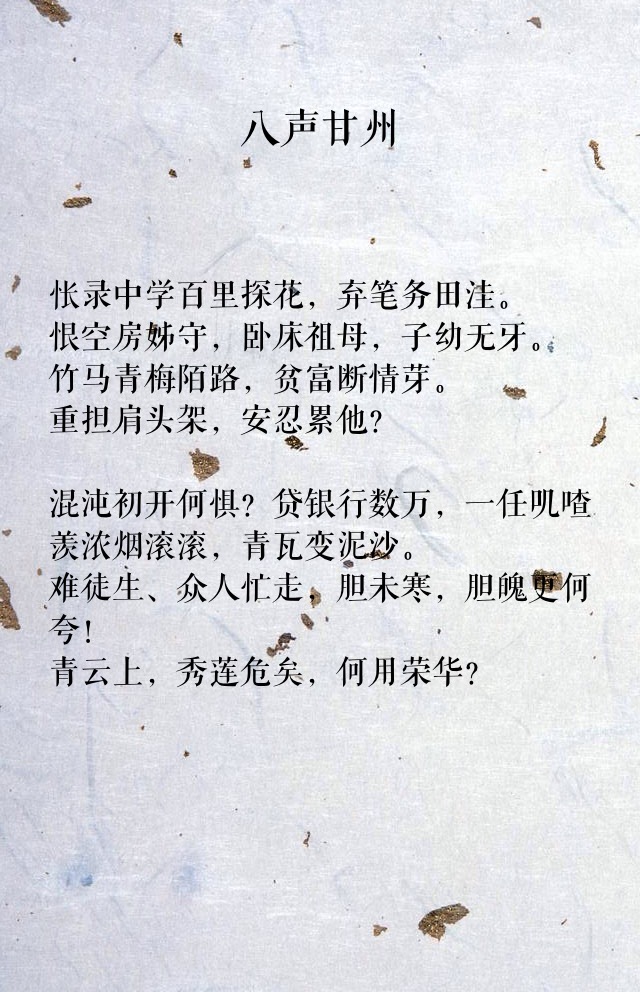 八声甘州
怅录中学百里探花，弃笔务田洼。
恨空房姊守，卧床祖母，子幼无牙。
竹马青梅陌路，贫富断情芽。
重担肩头架，安忍累他？
混沌初开何惧？贷银行数万，一任叽喳
羡浓烟滚滚，青瓦变泥沙。
难徒生、众人忙走，胆未寒，胆魄更何
夸！
青云上，秀莲危矣，何用荣华？